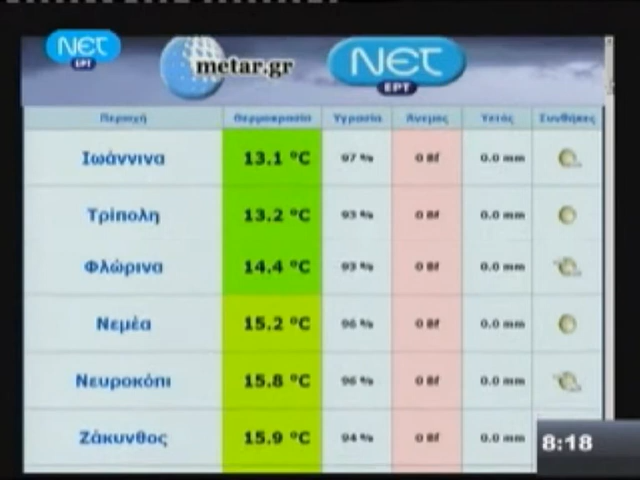 ΝΕΤ
ΕΡΤ
metar.gr
ΝΕΤ
ΕΡΤ
Περιοχή Θερμοκρασία Υγρασία Άνεμος Υετός Συνθήκες
Ιωάννινα 13.1 °C 97 % 0 Bf 0.0 mm
Τρίπολη 13.2 °C 93 % 0 Bf 0.0 mm
Φλώρινα 14.4 °C 93 % 0 Bf 0.0 mm
Νεμέα 15.2 °C 96 % 0 Bf 0.0 mm
Νευροκόπι 15.8 °C 96 % 0 Bf 0.0 mm
Ζάκυνθος 15.9 °C 94 % 0 Bf 0.0 mm
8:18